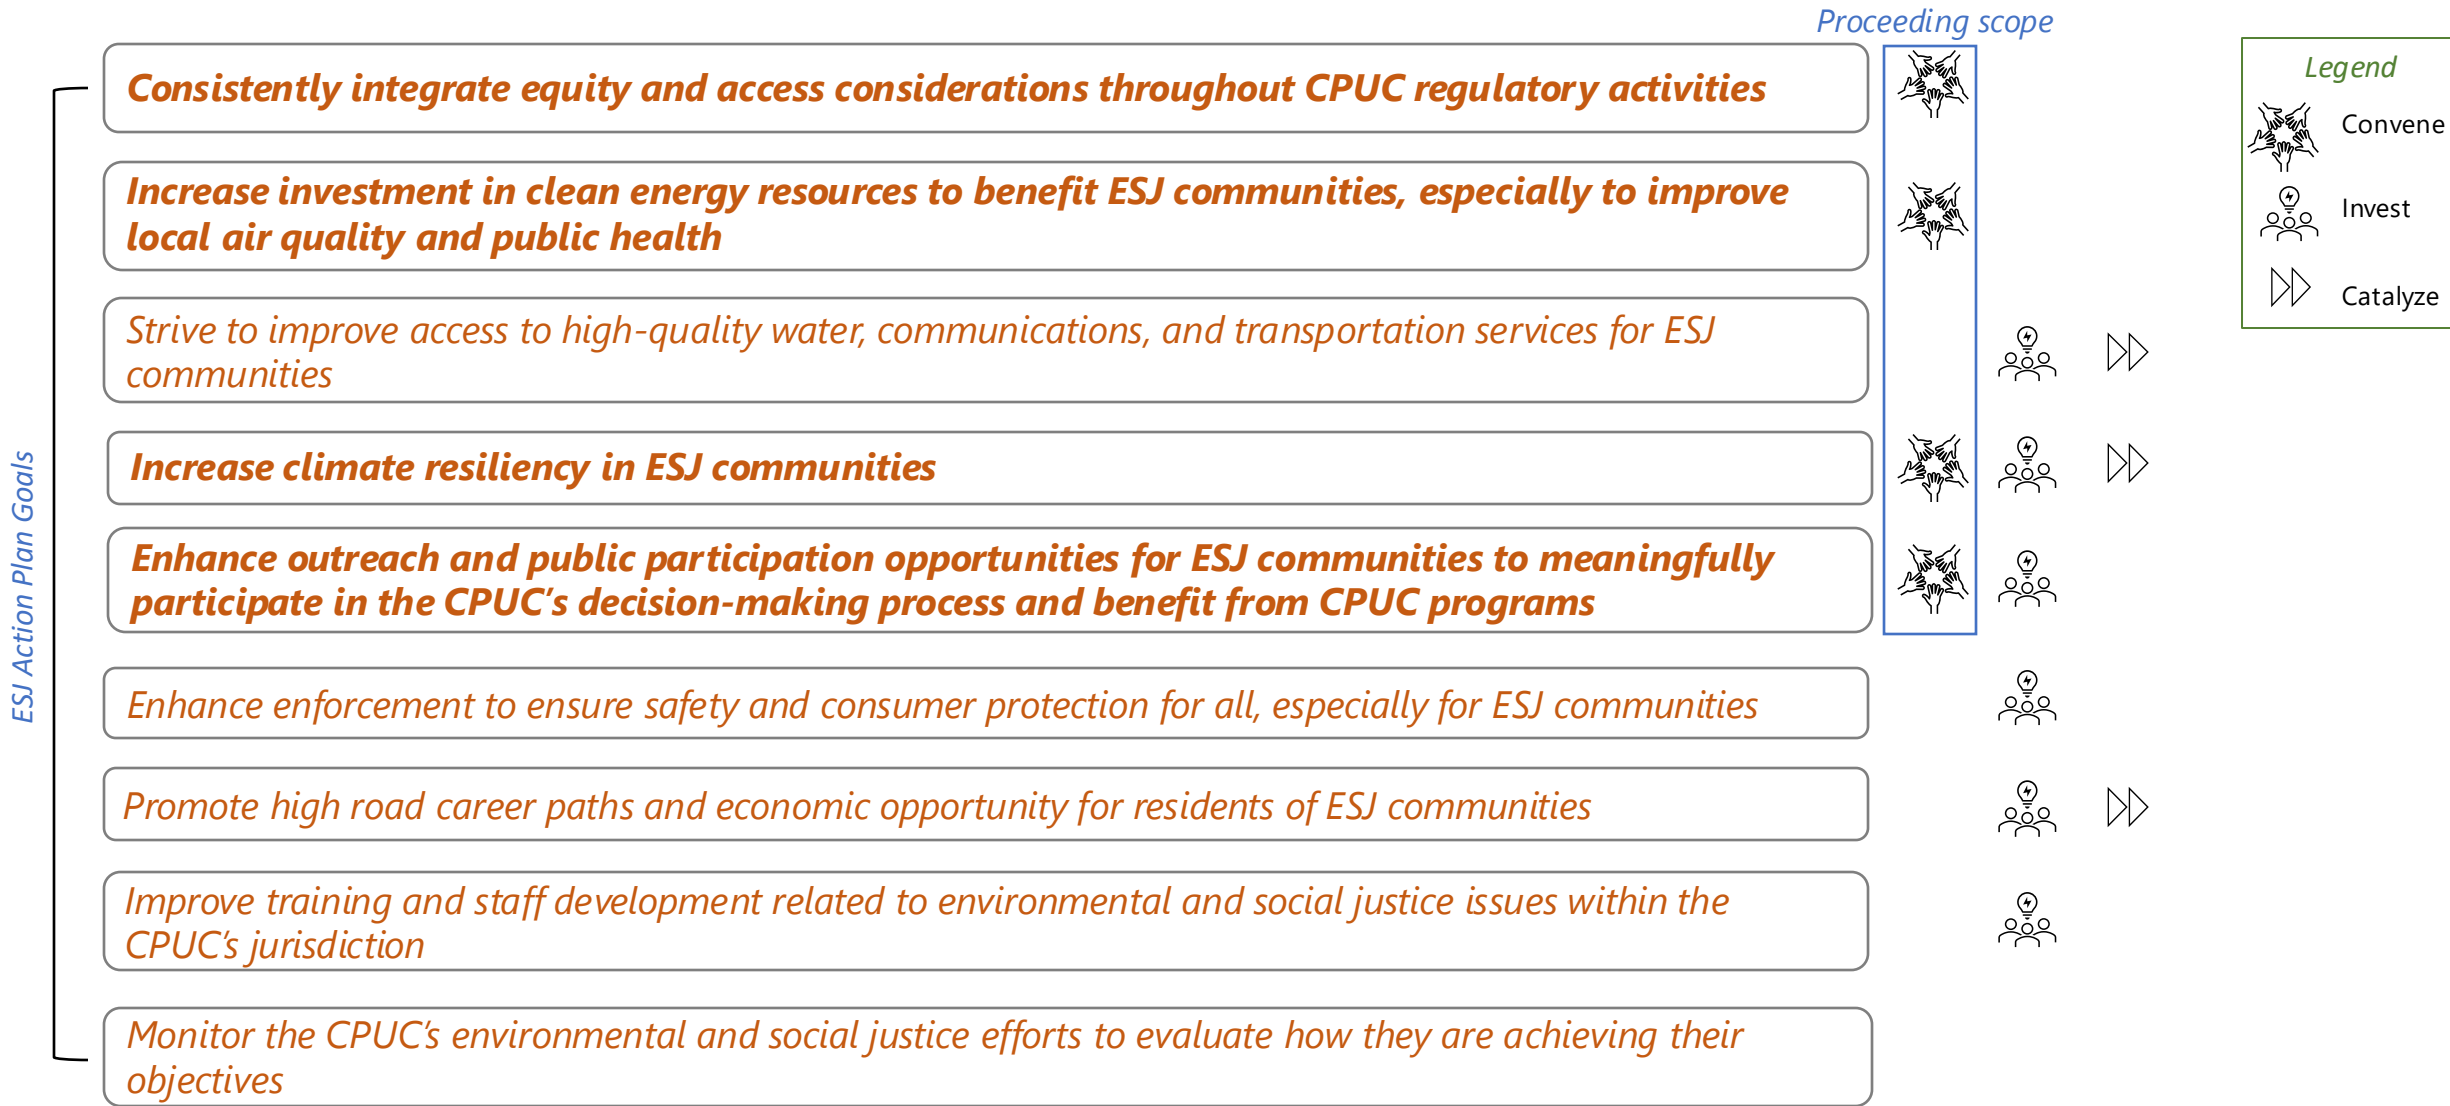 Proceeding scope
Consistently integrate equity and access considerations throughout CPUC regulatory activities
Increase investment in clean energy resources to benefit ESJ communities, especially to improve
local air quality and public health
Strive to improve access to high-quality water, communications, and transportation services for ESJ
communities
Increase climate resiliency in ESJ communities
Enhance outreach and public participation opportunities for ESJ communities to meaningfully
participate in the CPUC’s decision-making process and benefit from CPUC programs
Enhance enforcement to ensure safety and consumer protection for all, especially for ESJ communities
Promote high road career paths and economic opportunity for residents of ESJ communities
Improve training and staff development related to environmental and social justice issues within the
CPUC’s jurisdiction
Monitor the CPUC’s environmental and social justice efforts to evaluate how they are achieving their
objectives
ESJ Action Plan Goals
Legend
Convene
Invest
Catalyze